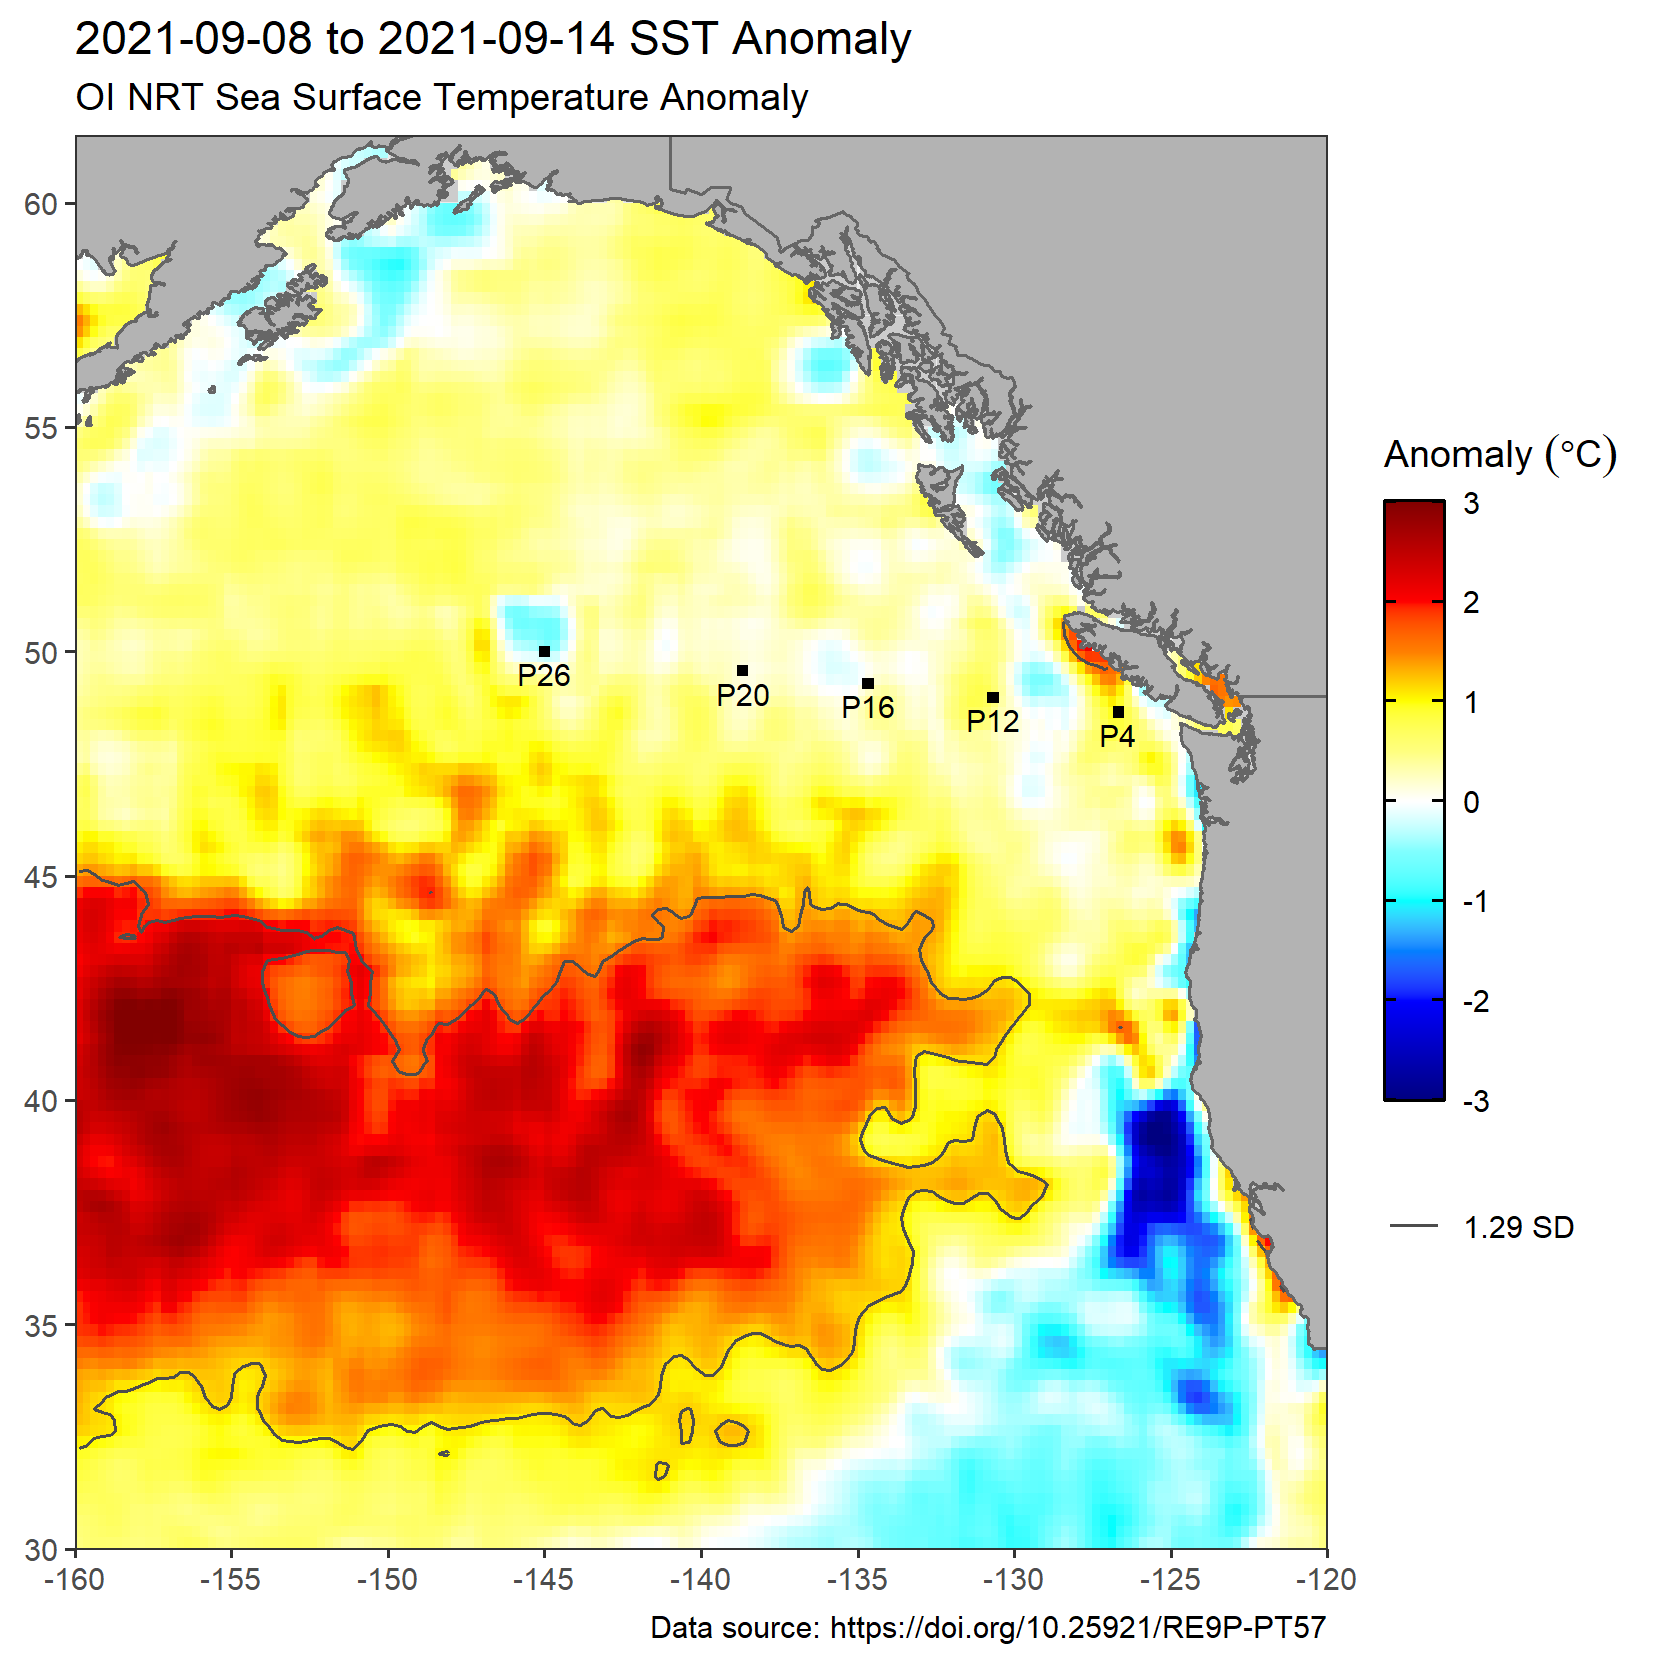 2021-09-08 to 2021-09-14 SST Anomaly
OI NRT Sea Surface Temperature Anomaly
60
55
50
45
40
35
30
-160
-155
-150
-145
-140
-135
-130
-125
-120
P26
P20
P16
P12
P4
Anomaly (°C)
3
2
1
0
-1
-2
-3
1.29 SD
Data source: https://doi.org/10.25921/RE9P-PT57